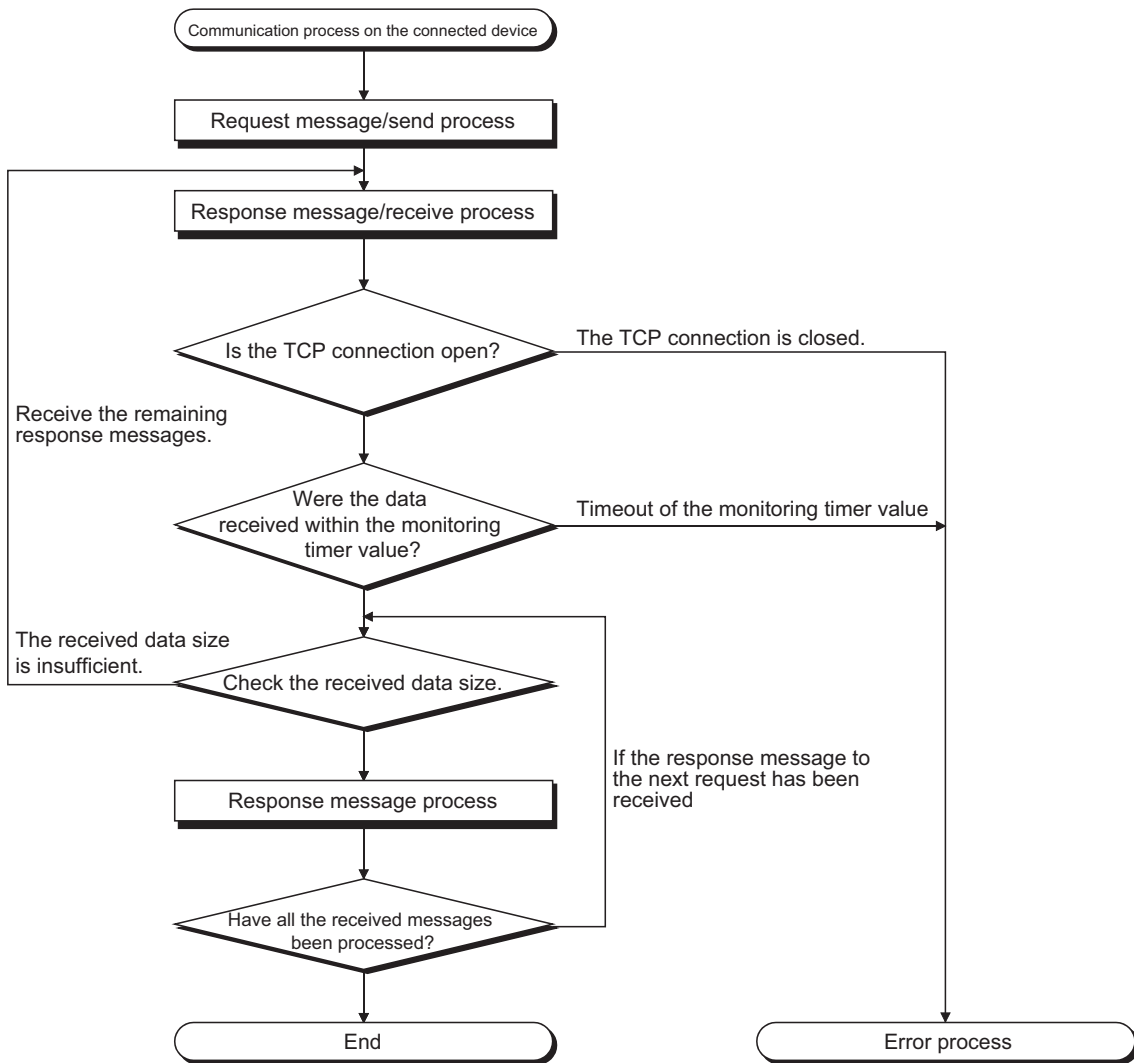 Communication process on the connected device
Request message/send process
Response message/receive process
Is the TCP connection open?
The TCP connection is closed.
Receive the remaining
response messages.
Were the data
received within the monitoring
timer value?
Timeout of the monitoring timer value
The received data size
is insufficient.
Check the received data size.
If the response message to
the next request has been
received
Response message process
Have all the received messages
been processed?
End
Error process